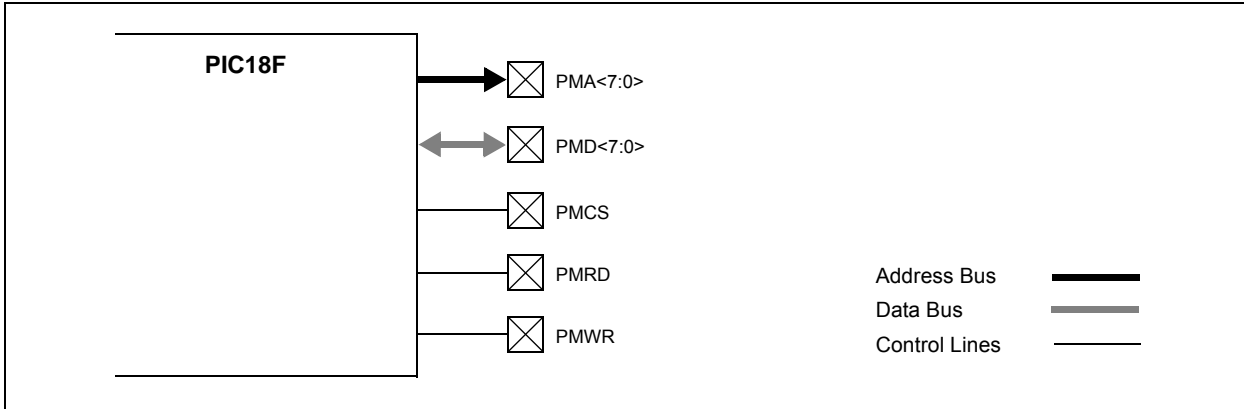 PIC18F
PMA<7:0>
PMD<7:0>
PMCS
PMRD
PMWR
Address Bus
Data Bus
Control Lines